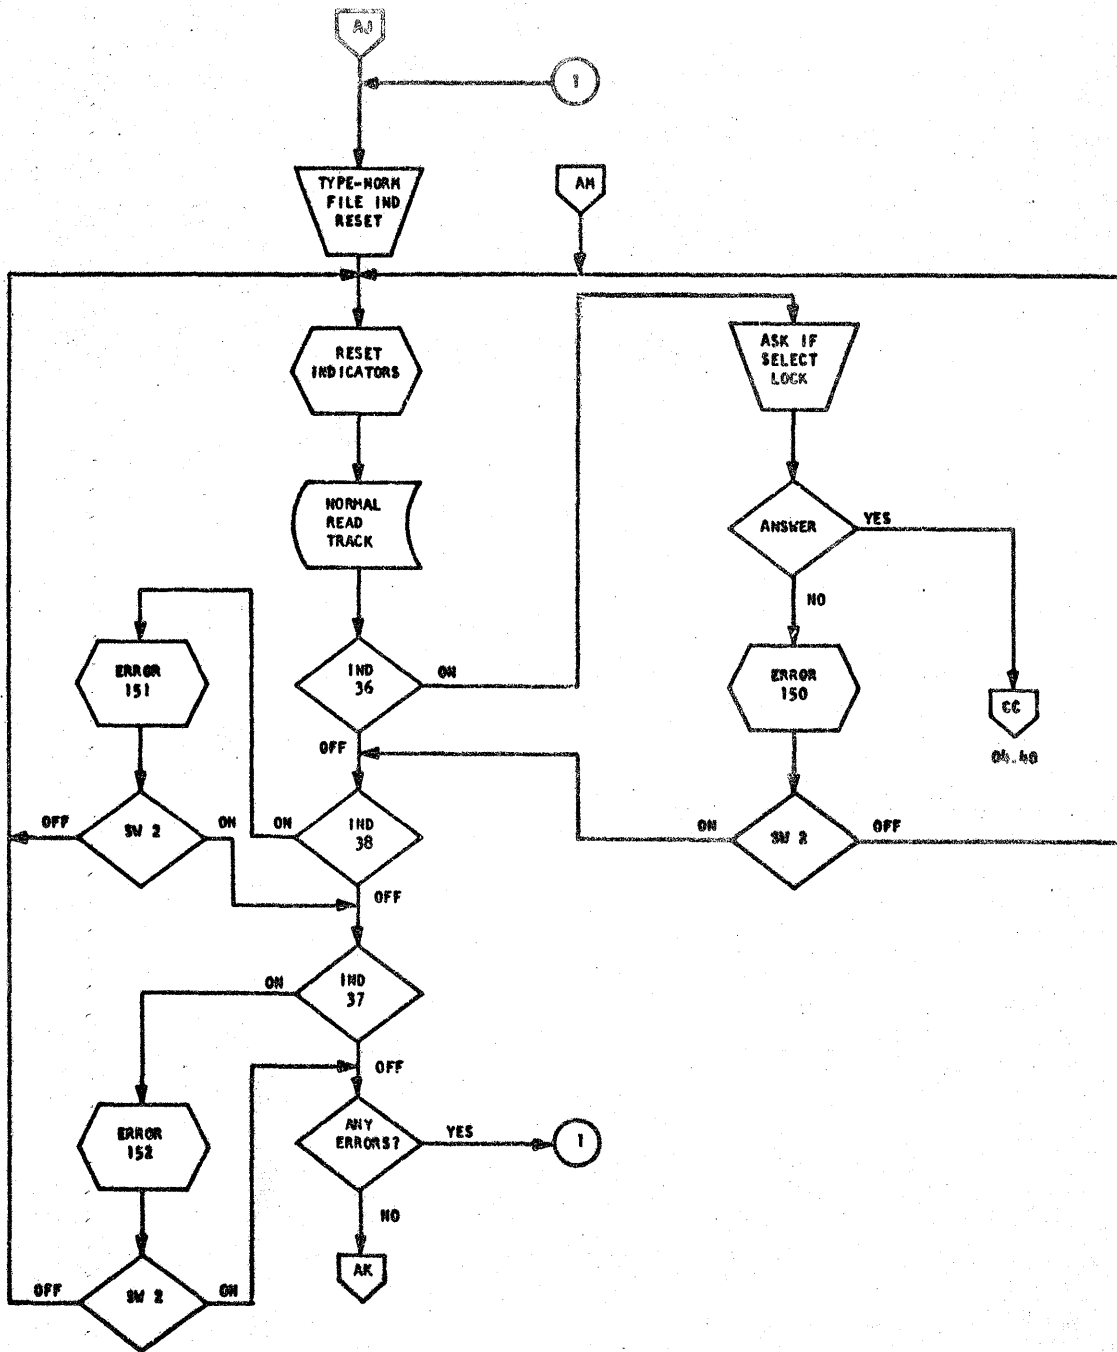 AJ
1
TYPE-NORM
FILE IND
RESET
AM
RESET
INDICATORS
ASK IF
SELECT
LOCK
NORMAL
READ
TRACK
ANSWER
YES
NO
ERROR
151
IND
36
ON
ERROR
150
CC
04.40
OFF
OFF
SW 2
ON
ON
IND
38
ON
SW 2
OFF
OFF
ON
IND
37
OFF
ERROR
152
ANY
ERRORS?
YES
1
NO
OFF
SW 2
ON
AK